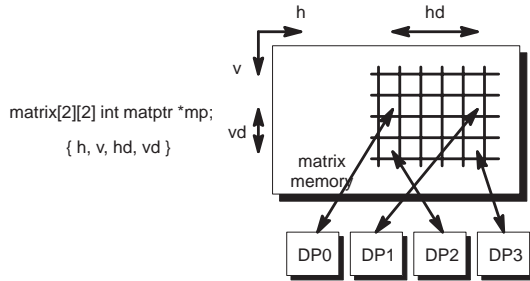 h hd
v
matrix[2][2] int matptr *mp;
vd
{ h, v, hd, vd }
matrix
memory
DP0 DP1 DP2 DP3